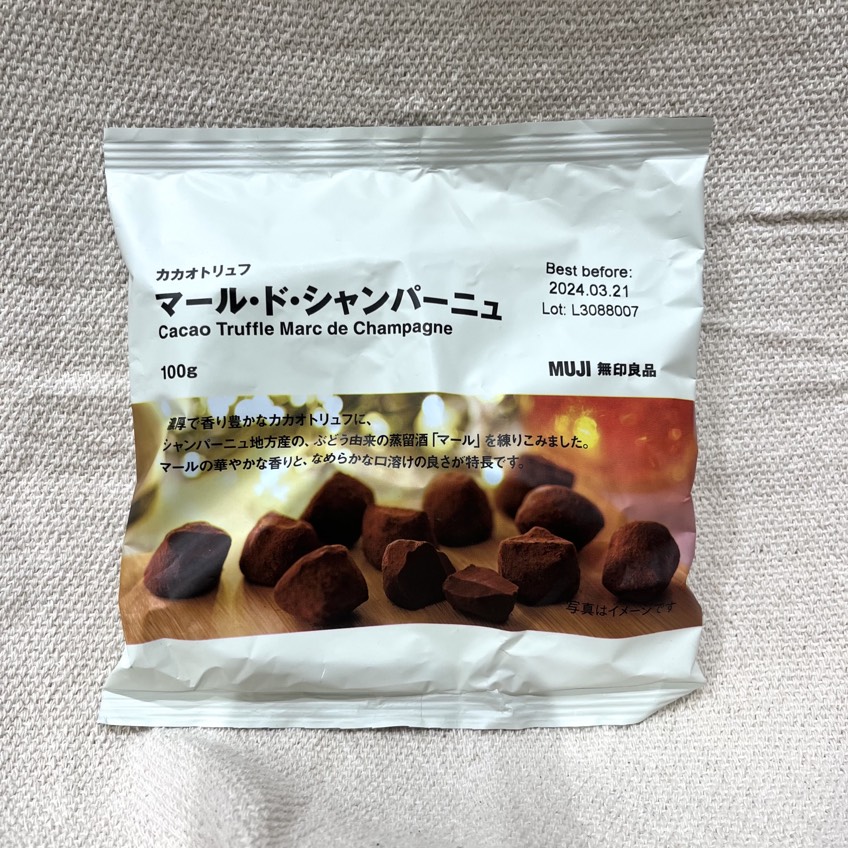 カカオトリュフ
マール・ド・シャンパーニュ
Cacao Truffle Marc de Champagne
100g
Best before:
2024.03.21
Lot: L3088007
MUJI 無印良品
濃厚で香り豊かなカカオトリュフに、
シャンパーニュ地方産の、ぶどう由来の蒸留酒「マール」を練りこみました。
マールの華やかな香りと、なめらかな口溶けの良さが特長です。
写真はイメージです